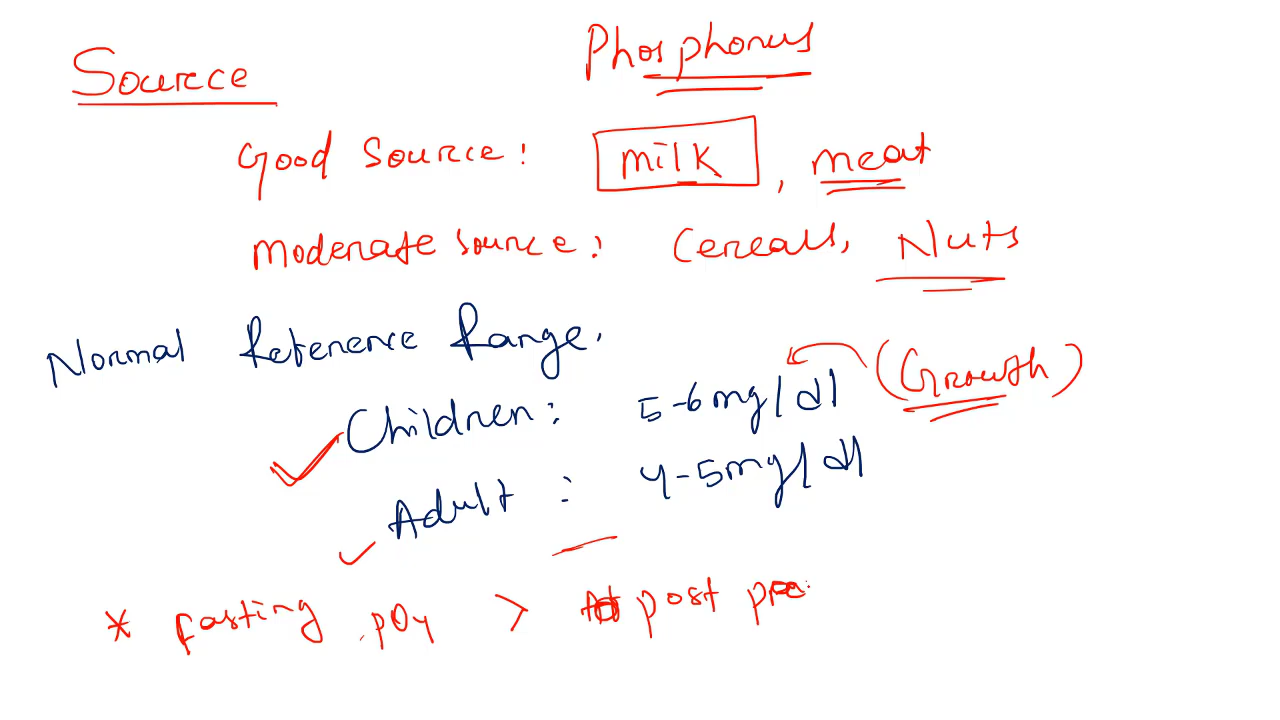 Phosphorus
Source
Good source: milk, meat
Moderate source: Cereals, Nuts
Normal Reference Range.
Children: 5-6mg/dl (Growth)
Adult: 4-5mg/dl
* fasting PO4 > post